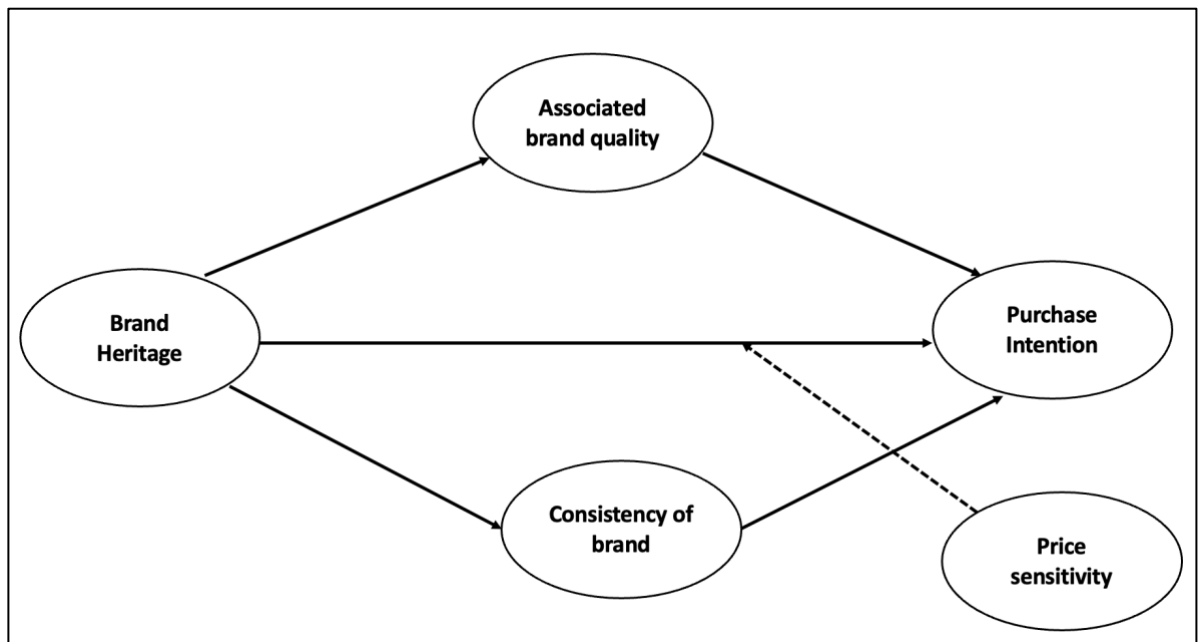 Associated
brand quality
Brand
Heritage
Purchase
Intention
Consistency of
brand
Price
sensitivity